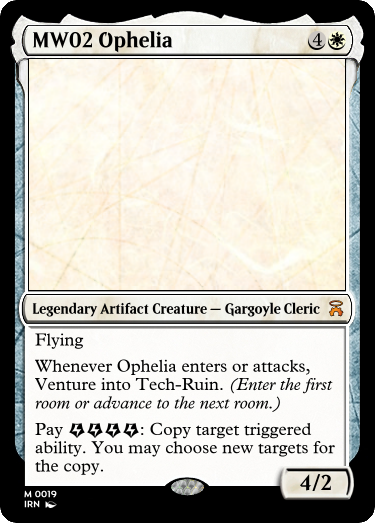 MW02 Ophelia 4
Legendary Artifact Creature — Gargoyle Cleric
Flying
Whenever Ophelia enters or attacks,
Venture into Tech-Ruin. (Enter the first
room or advance to the next room.)
Pay : Copy target triggered
ability. You may choose new targets for
the copy.
4/2
M 0019
IRN